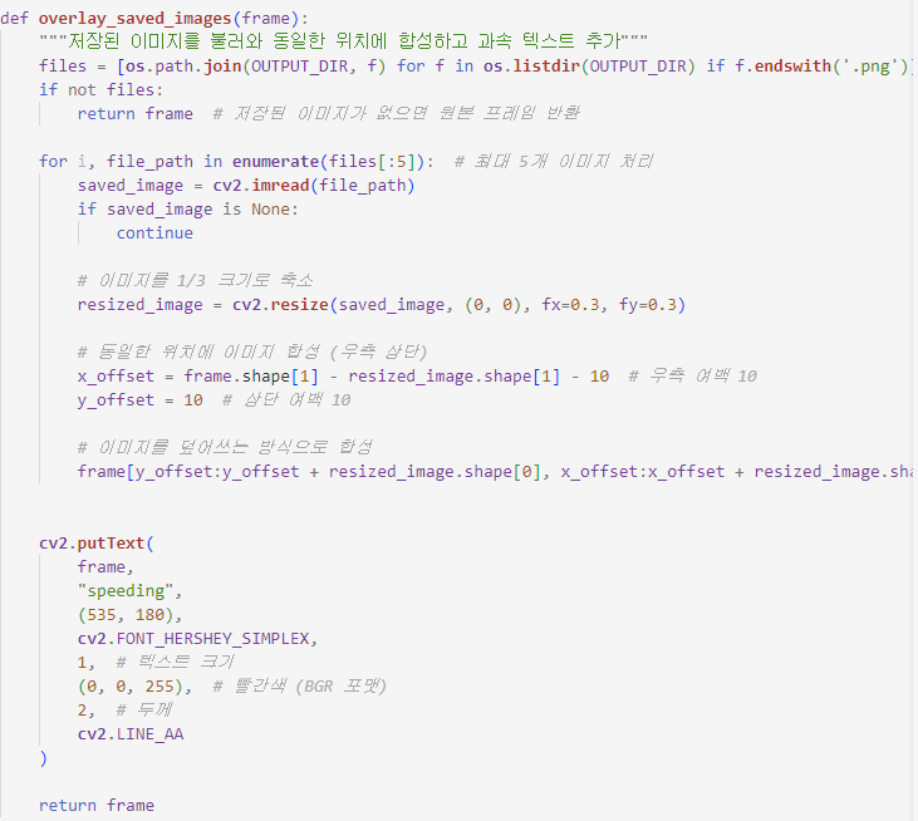 def overlay_saved_images(frame):
    """저장된 이미지를 불러와 동일한 위치에 합성하고 과속 텍스트 추가"""
    files = [os.path.join(OUTPUT_DIR, f) for f in os.listdir(OUTPUT_DIR) if f.endswith('.png')]
    if not files:
        return frame  # 저장된 이미지가 없으면 원본 프레임 반환

    for i, file_path in enumerate(files[:5]):  # 최대 5개 이미지 처리
        saved_image = cv2.imread(file_path)
        if saved_image is None:
            continue

        # 이미지를 1/3 크기로 축소
        resized_image = cv2.resize(saved_image, (0, 0), fx=0.3, fy=0.3)

        # 동일한 위치에 이미지 합성 (우측 상단)
        x_offset = frame.shape[1] - resized_image.shape[1] - 10  # 우측 여백 10
        y_offset = 10  # 상단 여백 10

        # 이미지를 덮어쓰는 방식으로 합성
        frame[y_offset:y_offset + resized_image.shape[0], x_offset:x_offset + resized_image.sha

    cv2.putText(
        frame,
        "speeding",
        (535, 180),
        cv2.FONT_HERSHEY_SIMPLEX,
        1,  # 텍스트 크기
        (0, 0, 255),  # 빨간색 (BGR 포맷)
        2,  # 두께
        cv2.LINE_AA
    )

    return frame